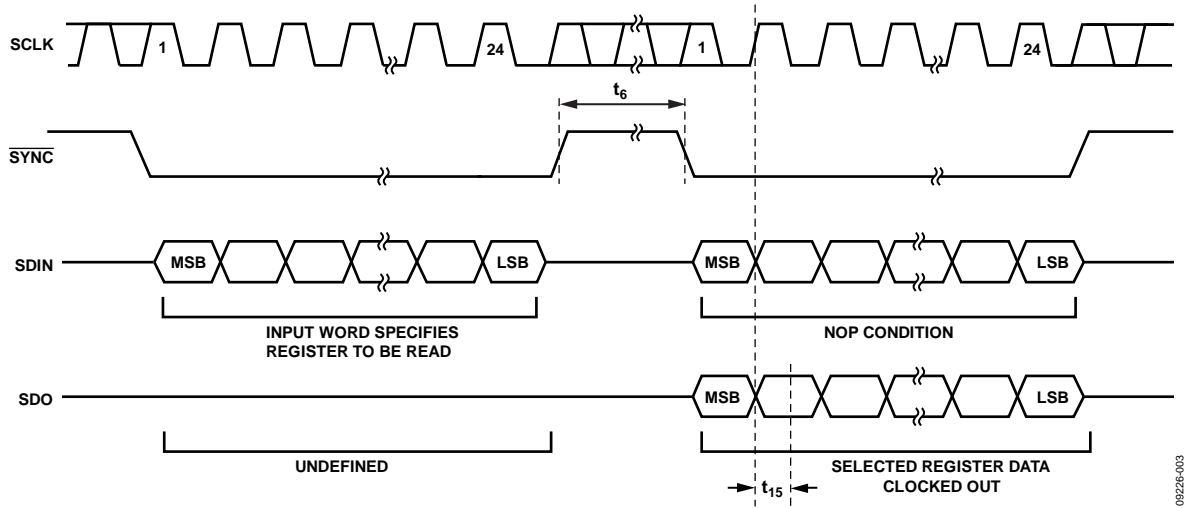 SCLK
1
24
1
24
t6
SYNC
SDIN
MSB
LSB
MSB
LSB
INPUT WORD SPECIFIES
REGISTER TO BE READ
NOP CONDITION
SDO
MSB
LSB
UNDEFINED
SELECTED REGISTER DATA
CLOCKED OUT
t15
09226-003